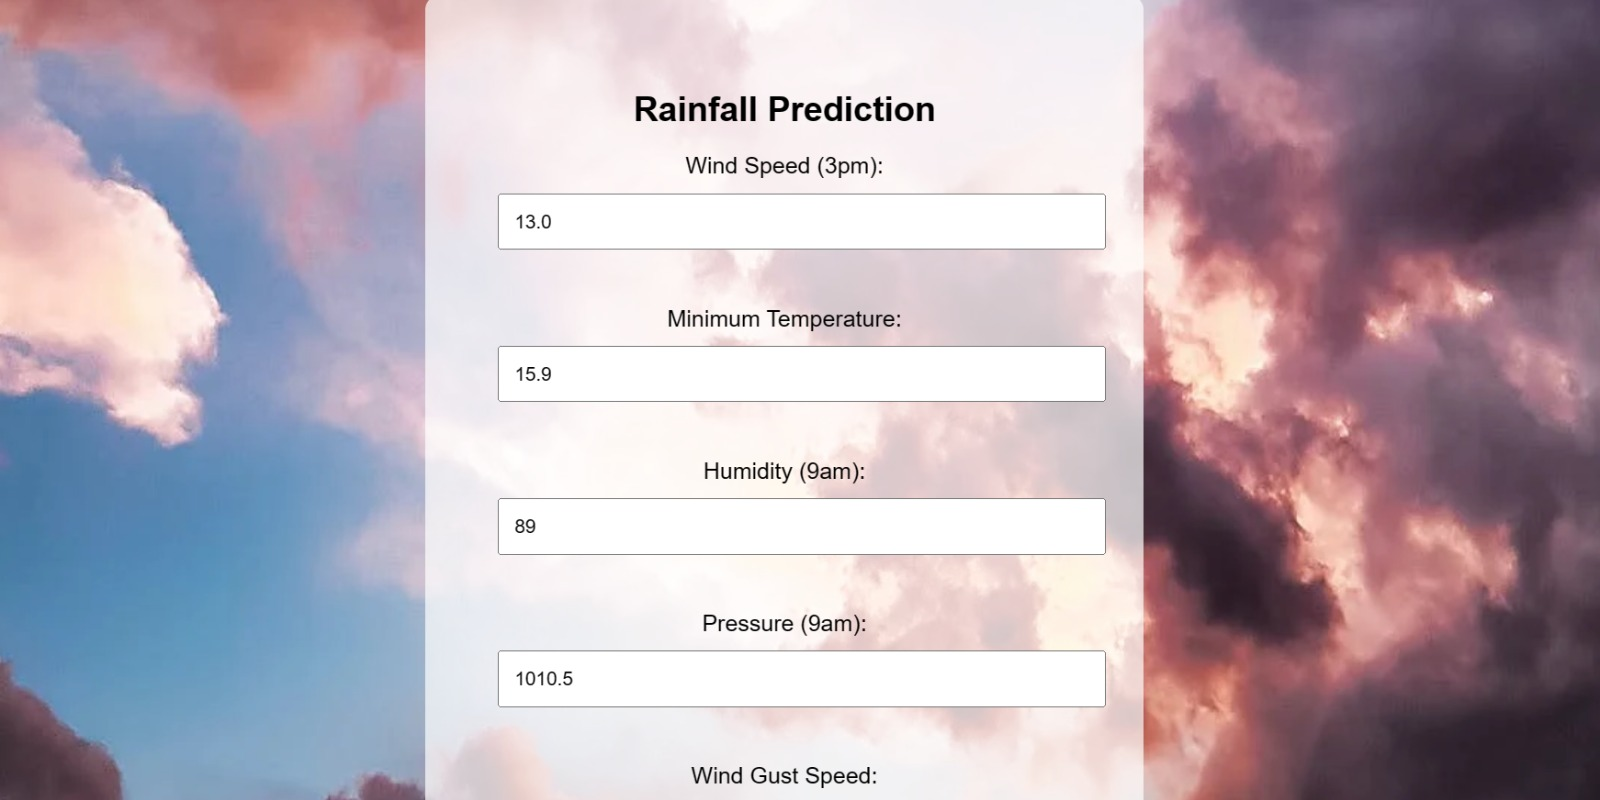 Rainfall Prediction
Wind Speed (3pm):
13.0
Minimum Temperature:
15.9
Humidity (9am):
89
Pressure (9am):
1010.5
Wind Gust Speed: